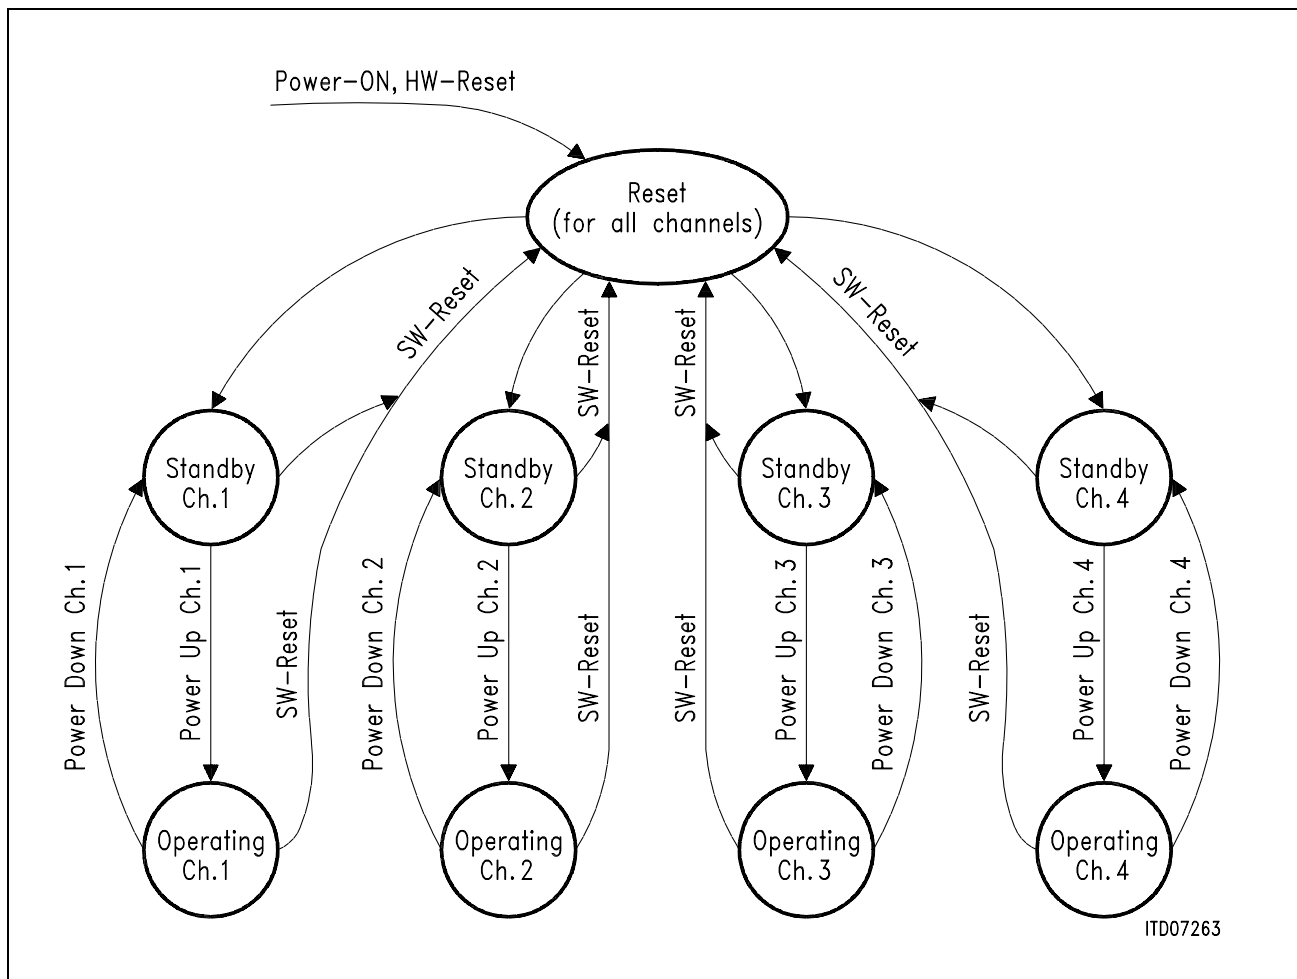 Power-ON, HW-Reset
Reset
(for all channels)
SW-Reset
SW-Reset
SW-Reset
SW-Reset
Standby
Ch.1
Standby
Ch.2
Standby
Ch.3
Standby
Ch.4
Power Down Ch.1
Power Up Ch.1
SW-Reset
Power Down Ch.2
Power Up Ch.2
SW-Reset
SW-Reset
Power Up Ch.3
Power Down Ch.3
SW-Reset
Power Up Ch.4
Power Down Ch.4
Operating
Ch.1
Operating
Ch.2
Operating
Ch.3
Operating
Ch.4
ITD07263